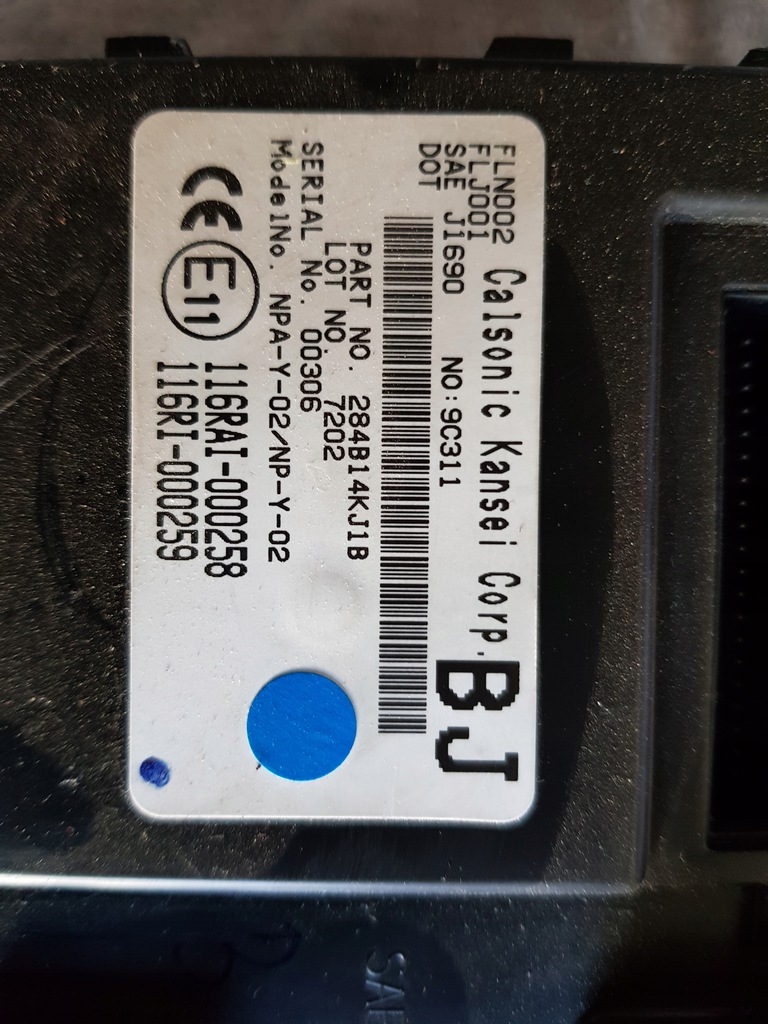 FLN002
FLJ001
SAE J1690
DOT
Calsonic Kansei Corp.
NO:9C311
BJ
PART NO. 284B14KJ1B
LOT NO. 7202
SERIAL No. 00306
ModelNo. NPA-Y-02/NP-Y-02
CE E11
116RAI-000258
116RI-000259